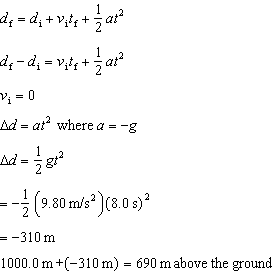 d_f = d_i + v_i t_f + 1/2 at²
d_f − d_i = v_i t_f + 1/2 at²
v_i = 0
Δd = at² where a = −g
Δd = 1/2 gt²
= −1/2 (9.80 m/s²)(8.0 s)²
= −310 m
1000.0 m +(−310 m) = 690 m above the ground